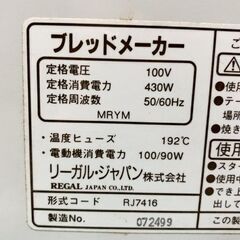 ブレッドメーカー
定格電圧 100V
定格消費電力 430W
定格周波数 50/60Hz
MRYM
・温度ヒューズ 192℃
・電動機消費電力 100/90W
リーガル・ジャパン株式会社
REGAL JAPAN CO.,LTD.
形式コード RJ7416
製造No. 072499